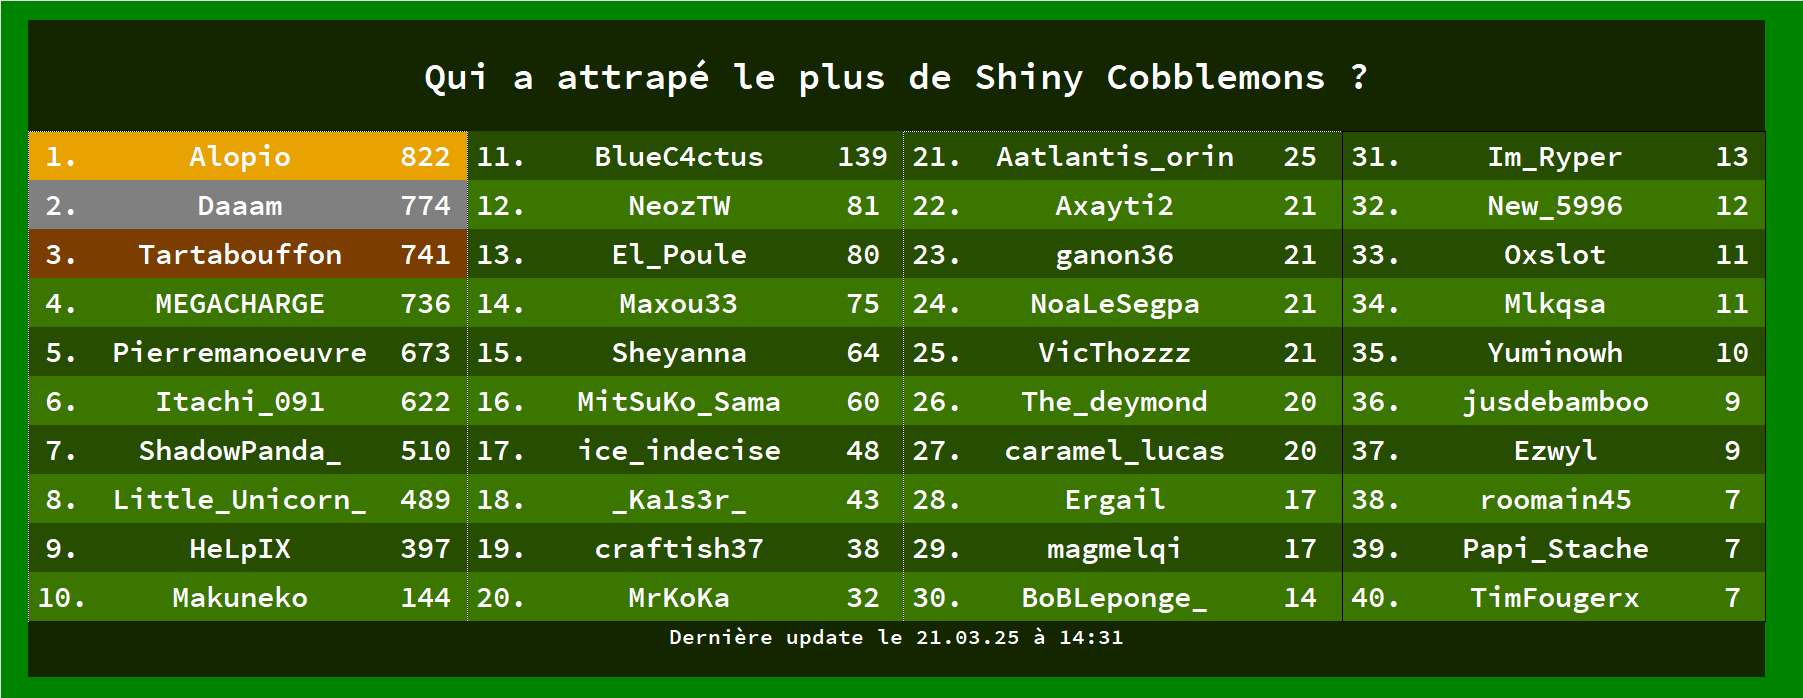 Qui a attrapé le plus de Shiny Cobblemons ?
1. Alopio 822
2. Daaam 774
3. Tartabouffon 741
4. MEGACHARGE 736
5. Pierremanoeuvre 673
6. Itachi_091 622
7. ShadowPanda_ 510
8. Little_Unicorn_ 489
9. HeLpIX 397
10. Makuneko 144
11. BlueC4ctus 139
12. NeozTW 81
13. El_Poule 80
14. Maxou33 75
15. Sheyanna 64
16. MitSuKo_Sama 60
17. ice_indecise 48
18. _Ka1s3r_ 43
19. craftish37 38
20. MrKoKa 32
21. Aatlantis_orin 25
22. Axayti2 21
23. ganon36 21
24. NoaLeSegpa 21
25. VicThozzz 21
26. The_deymond 20
27. caramel_lucas 20
28. Ergail 17
29. magmelqi 17
30. BoBLeponge_ 14
31. Im_Ryper 13
32. New_5996 12
33. Oxslot 11
34. Mlkqsa 11
35. Yuminowh 10
36. jusdebamboo 9
37. Ezwyl 9
38. roomain45 7
39. Papi_Stache 7
40. TimFougerx 7
Dernière update le 21.03.25 à 14:31